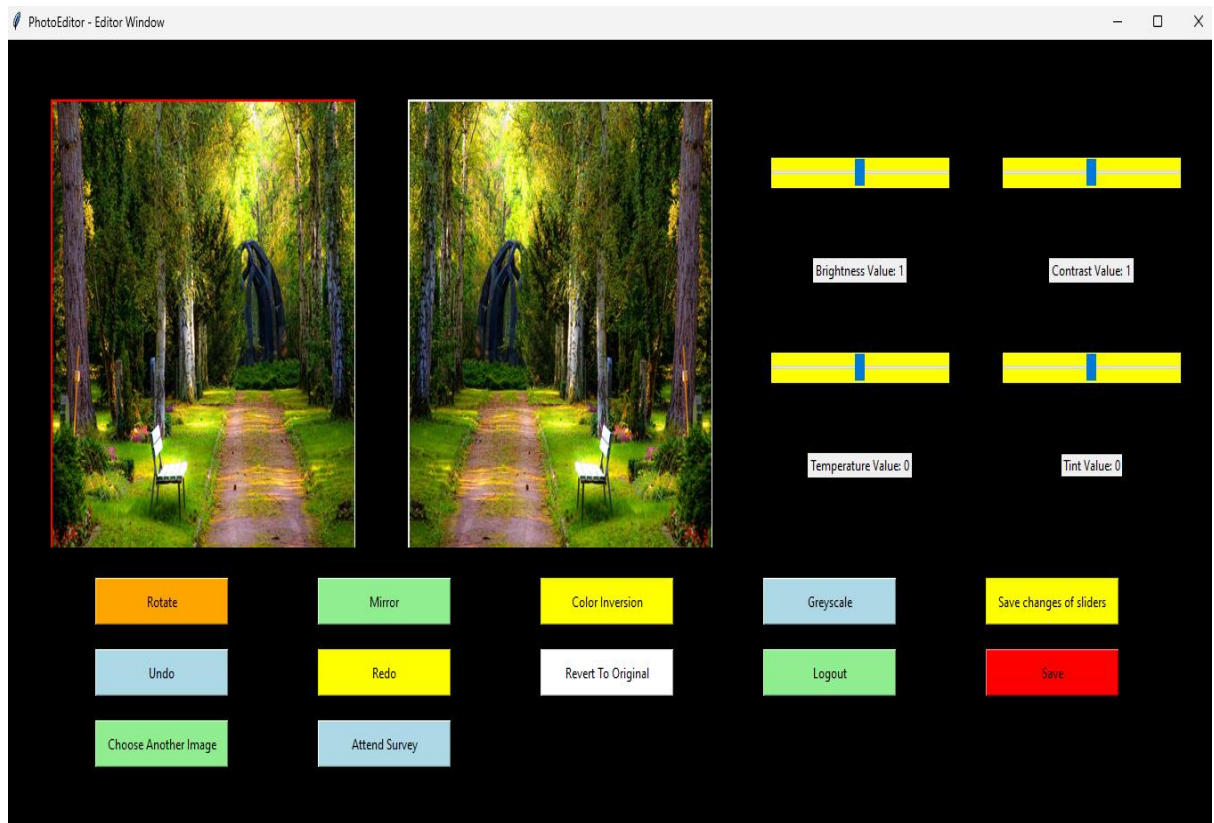 PhotoEditor - Editor Window
Brightness Value: 1
Contrast Value: 1
Temperature Value: 0
Tint Value: 0
Rotate
Mirror
Color Inversion
Greyscale
Save changes of sliders
Undo
Redo
Revert To Original
Logout
Save
Choose Another Image
Attend Survey